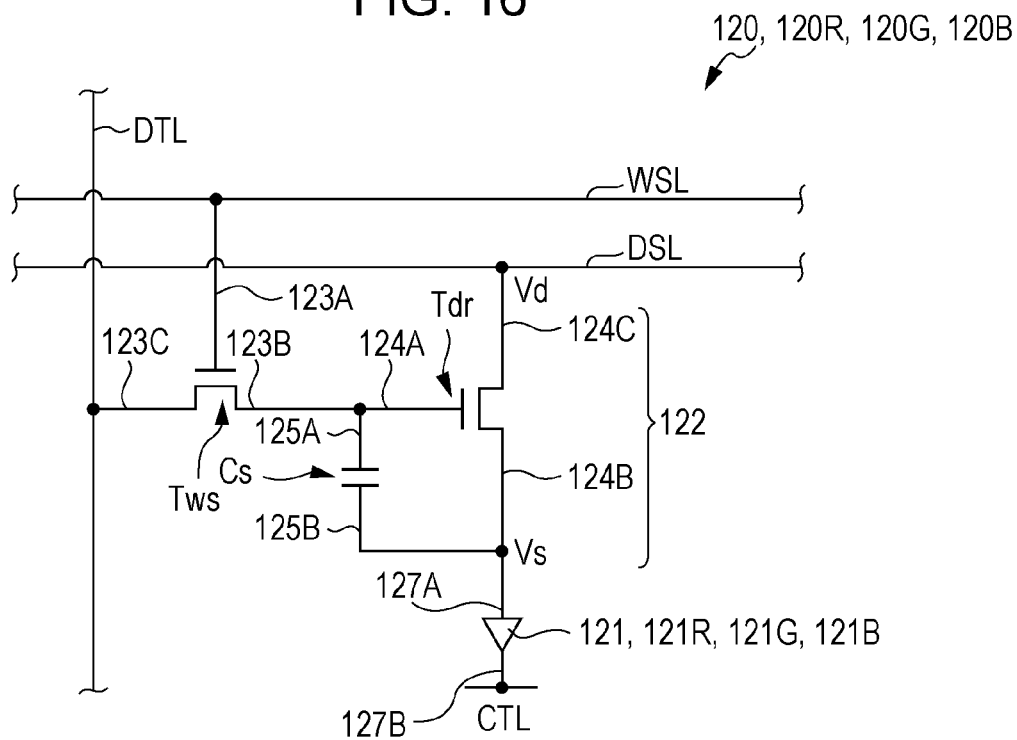 FIG. 16
120, 120R, 120G, 120B
DTL
WSL
DSL
123A
Vd
Tdr
124C
123C
123B
124A
122
125A
Cs
Tws
124B
125B
Vs
127A
121, 121R, 121G, 121B
127B
CTL